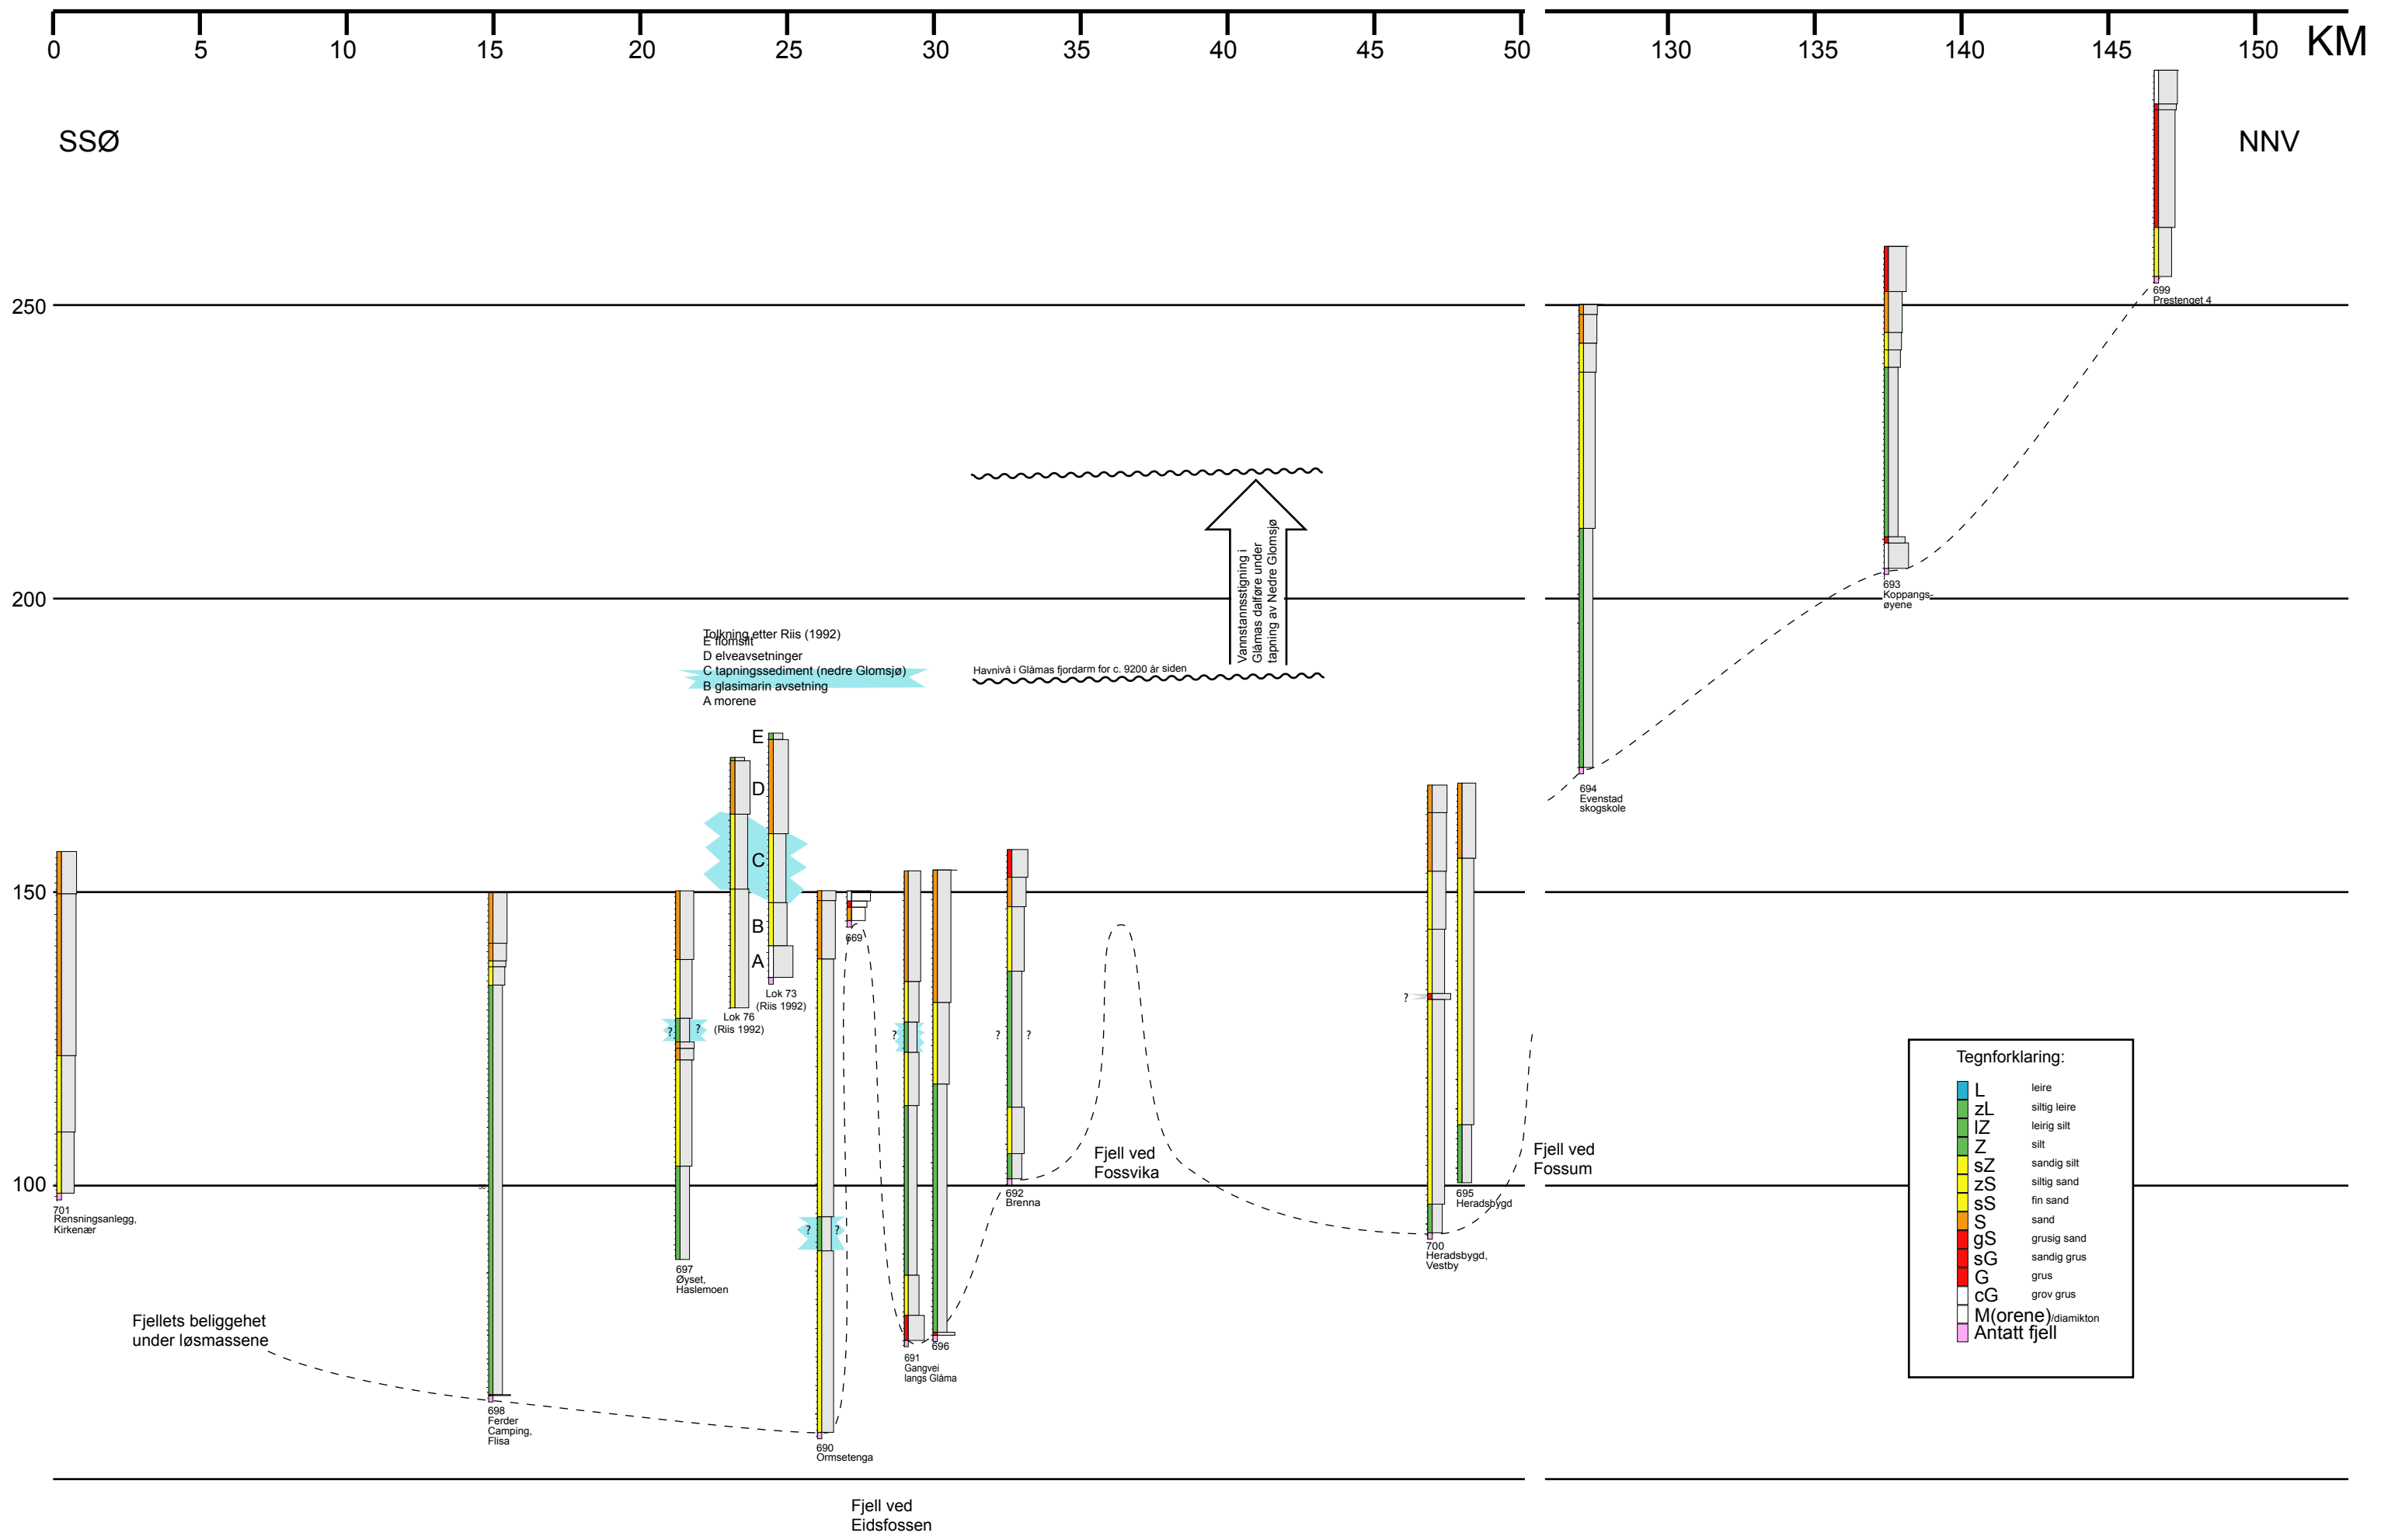 0 5 10 15 20 25 30 35 40 45 50 130 135 140 145 150 KM
SSØ
NNV
250
200
150
100
699
Prestenget 4
693
Koppangs-
øyene
694
Evenstad
skogskole
Vannstannsstigning i
Glåmas dalføre under
tapning av Nedre Glomsjø
Havnivå i Glåmas fjordarm for c. 9200 år siden
Tolkning etter Riis (1992)
E flomsilt
D elveavsetninger
C tapningssediment (nedre Glomsjø)
B glasimarin avsetning
A morene
E
D
C
B
A
Lok 73
(Riis 1992)
Lok 76
(Riis 1992)
669
? ?
?
? ?
?
? ?
50
701
Rensningsanlegg,
Kirkenær
698
Ferder
Camping,
Flisa
697
Øyset,
Haslemoen
690
Ormsetenga
691
Gangvei
langs Glåma
696
692
Brenna
700
Heradsbygd,
Vestby
695
Heradsbygd
Fjellets beliggehet
under løsmassene
Fjell ved
Eidsfossen
Fjell ved
Fossvika
Fjell ved
Fossum
Tegnforklaring:
L leire
zL siltig leire
lZ leirig silt
Z silt
sZ sandig silt
zS siltig sand
sS fin sand
S sand
gS grusig sand
sG sandig grus
G grus
cG grov grus
M(orene)/diamikton
Antatt fjell